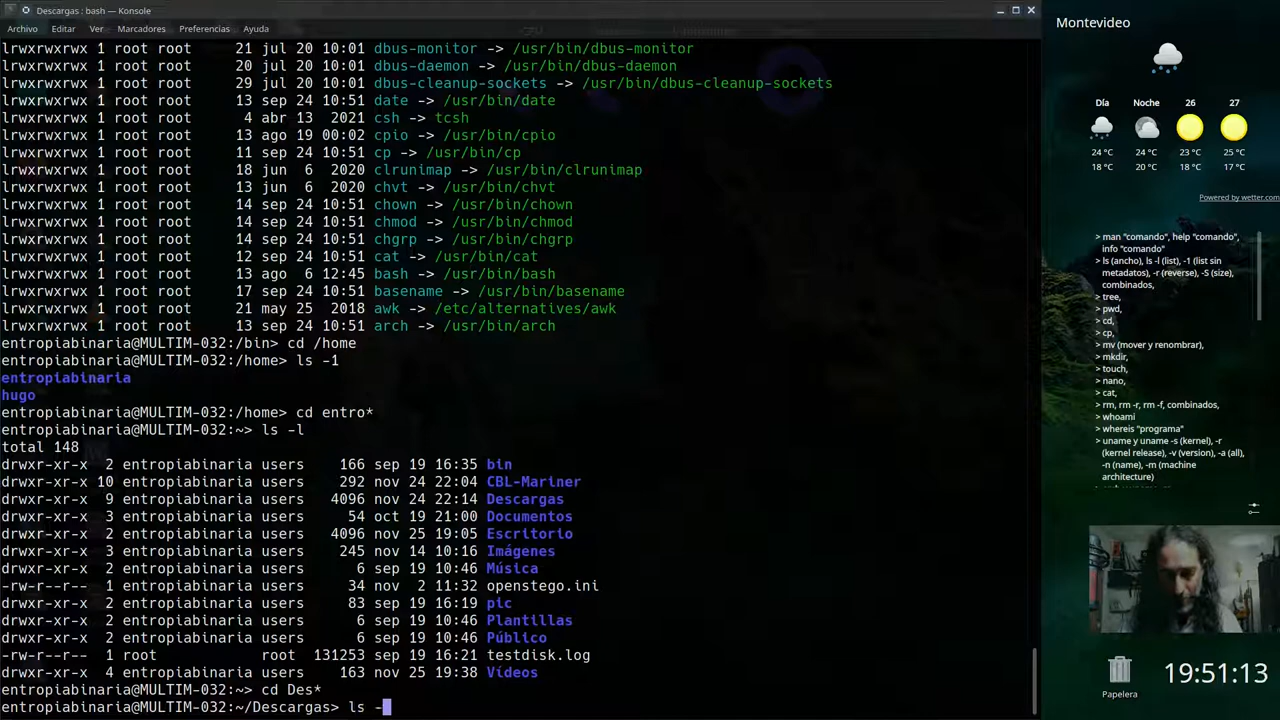 Descargas : bash — Konsole
Archivo Editar Ver Marcadores Preferencias Ayuda
lrwxrwxrwx 1 root root 21 jul 20 10:01 dbus-monitor -> /usr/bin/dbus-monitor
lrwxrwxrwx 1 root root 20 jul 20 10:01 dbus-daemon -> /usr/bin/dbus-daemon
lrwxrwxrwx 1 root root 29 jul 20 10:01 dbus-cleanup-sockets -> /usr/bin/dbus-cleanup-sockets
lrwxrwxrwx 1 root root 13 sep 24 10:51 date -> /usr/bin/date
lrwxrwxrwx 1 root root 4 abr 13 2021 csh -> tcsh
lrwxrwxrwx 1 root root 13 ago 19 00:02 cpio -> /usr/bin/cpio
lrwxrwxrwx 1 root root 11 sep 24 10:51 cp -> /usr/bin/cp
lrwxrwxrwx 1 root root 18 jun 6 2020 clrunimap -> /usr/bin/clrunimap
lrwxrwxrwx 1 root root 13 jun 6 2020 chvt -> /usr/bin/chvt
lrwxrwxrwx 1 root root 14 sep 24 10:51 chown -> /usr/bin/chown
lrwxrwxrwx 1 root root 14 sep 24 10:51 chmod -> /usr/bin/chmod
lrwxrwxrwx 1 root root 14 sep 24 10:51 chgrp -> /usr/bin/chgrp
lrwxrwxrwx 1 root root 12 sep 24 10:51 cat -> /usr/bin/cat
lrwxrwxrwx 1 root root 13 ago 6 12:45 bash -> /usr/bin/bash
lrwxrwxrwx 1 root root 17 sep 24 10:51 basename -> /usr/bin/basename
lrwxrwxrwx 1 root root 21 may 25 2018 awk -> /etc/alternatives/awk
lrwxrwxrwx 1 root root 13 sep 24 10:51 arch -> /usr/bin/arch
entropiabinaria@MULTIM-032:/bin> cd /home
entropiabinaria@MULTIM-032:/home> ls -1
entropiabinaria
hugo
entropiabinaria@MULTIM-032:/home> cd entro*
entropiabinaria@MULTIM-032:~> ls -l
total 148
drwxr-xr-x 2 entropiabinaria users 166 sep 19 16:35 bin
drwxr-xr-x 10 entropiabinaria users 292 nov 24 22:04 CBL-Mariner
drwxr-xr-x 9 entropiabinaria users 4096 nov 24 22:14 Descargas
drwxr-xr-x 3 entropiabinaria users 54 oct 19 21:00 Documentos
drwxr-xr-x 2 entropiabinaria users 4096 nov 25 19:05 Escritorio
drwxr-xr-x 3 entropiabinaria users 245 nov 14 10:16 Imágenes
drwxr-xr-x 2 entropiabinaria users 6 sep 19 10:46 Música
-rw-r--r-- 1 entropiabinaria users 34 nov 2 11:32 openstego.ini
drwxr-xr-x 2 entropiabinaria users 83 sep 19 16:19 pic
drwxr-xr-x 2 entropiabinaria users 6 sep 19 10:46 Plantillas
drwxr-xr-x 2 entropiabinaria users 6 sep 19 10:46 Público
-rw-r--r-- 1 root root 131253 sep 19 16:21 testdisk.log
drwxr-xr-x 4 entropiabinaria users 163 nov 25 19:38 Vídeos
entropiabinaria@MULTIM-032:~> cd Des*
entropiabinaria@MULTIM-032:~/Descargas> ls -
Montevideo
Día Noche 26 27
24 °C 24 °C 23 °C 25 °C
18 °C 20 °C 18 °C 17 °C
Powered by wetter.com
> man "comando", help "comando",
info "comando"
> ls (ancho), ls -l (list), -1 (list sin
metadatos), -r (reverse), -S (size),
combinados,
> tree,
> pwd,
> cd,
> cp,
> mv (mover y renombrar),
> mkdir,
> touch,
> nano,
> cat,
> rm, rm -r, rm -f, combinados,
> whoami
> whereis "programa"
> uname y uname -s (kernel), -r
(kernel release), -v (version), -a (all),
-n (name), -m (machine
architecture)
Papelera
19:51:13